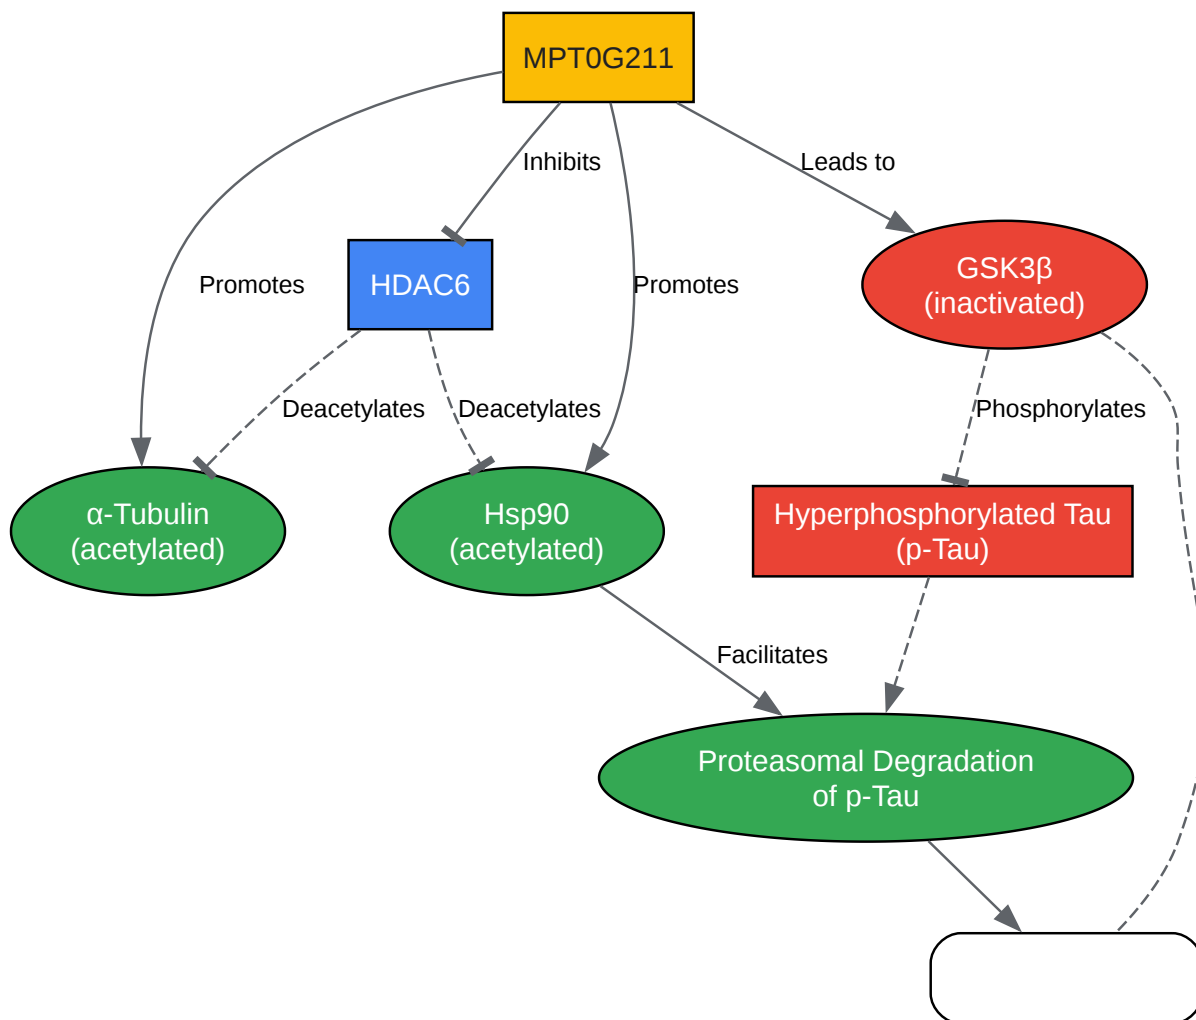 MPT0G211
Inhibits
Leads to
Promotes
HDAC6
Promotes
GSK3β
(inactivated)
Deacetylates
Deacetylates
Phosphorylates
α-Tubulin
(acetylated)
Hsp90
(acetylated)
Hyperphosphorylated Tau
(p-Tau)
Facilitates
Proteasomal Degradation
of p-Tau